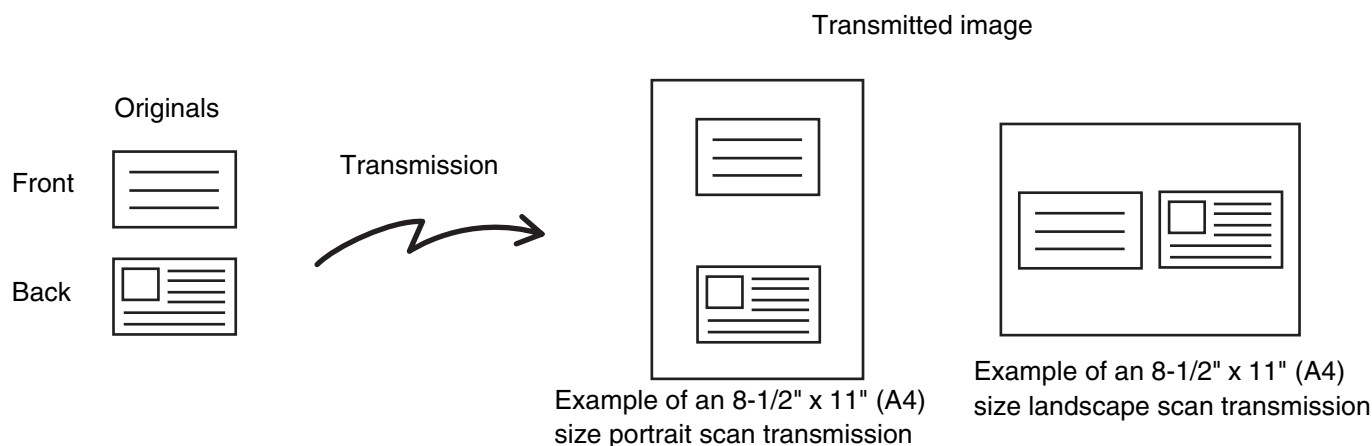 Transmitted image
Originals
Front
Transmission
Back
Example of an 8-1/2" x 11" (A4)
size portrait scan transmission
Example of an 8-1/2" x 11" (A4)
size landscape scan transmission